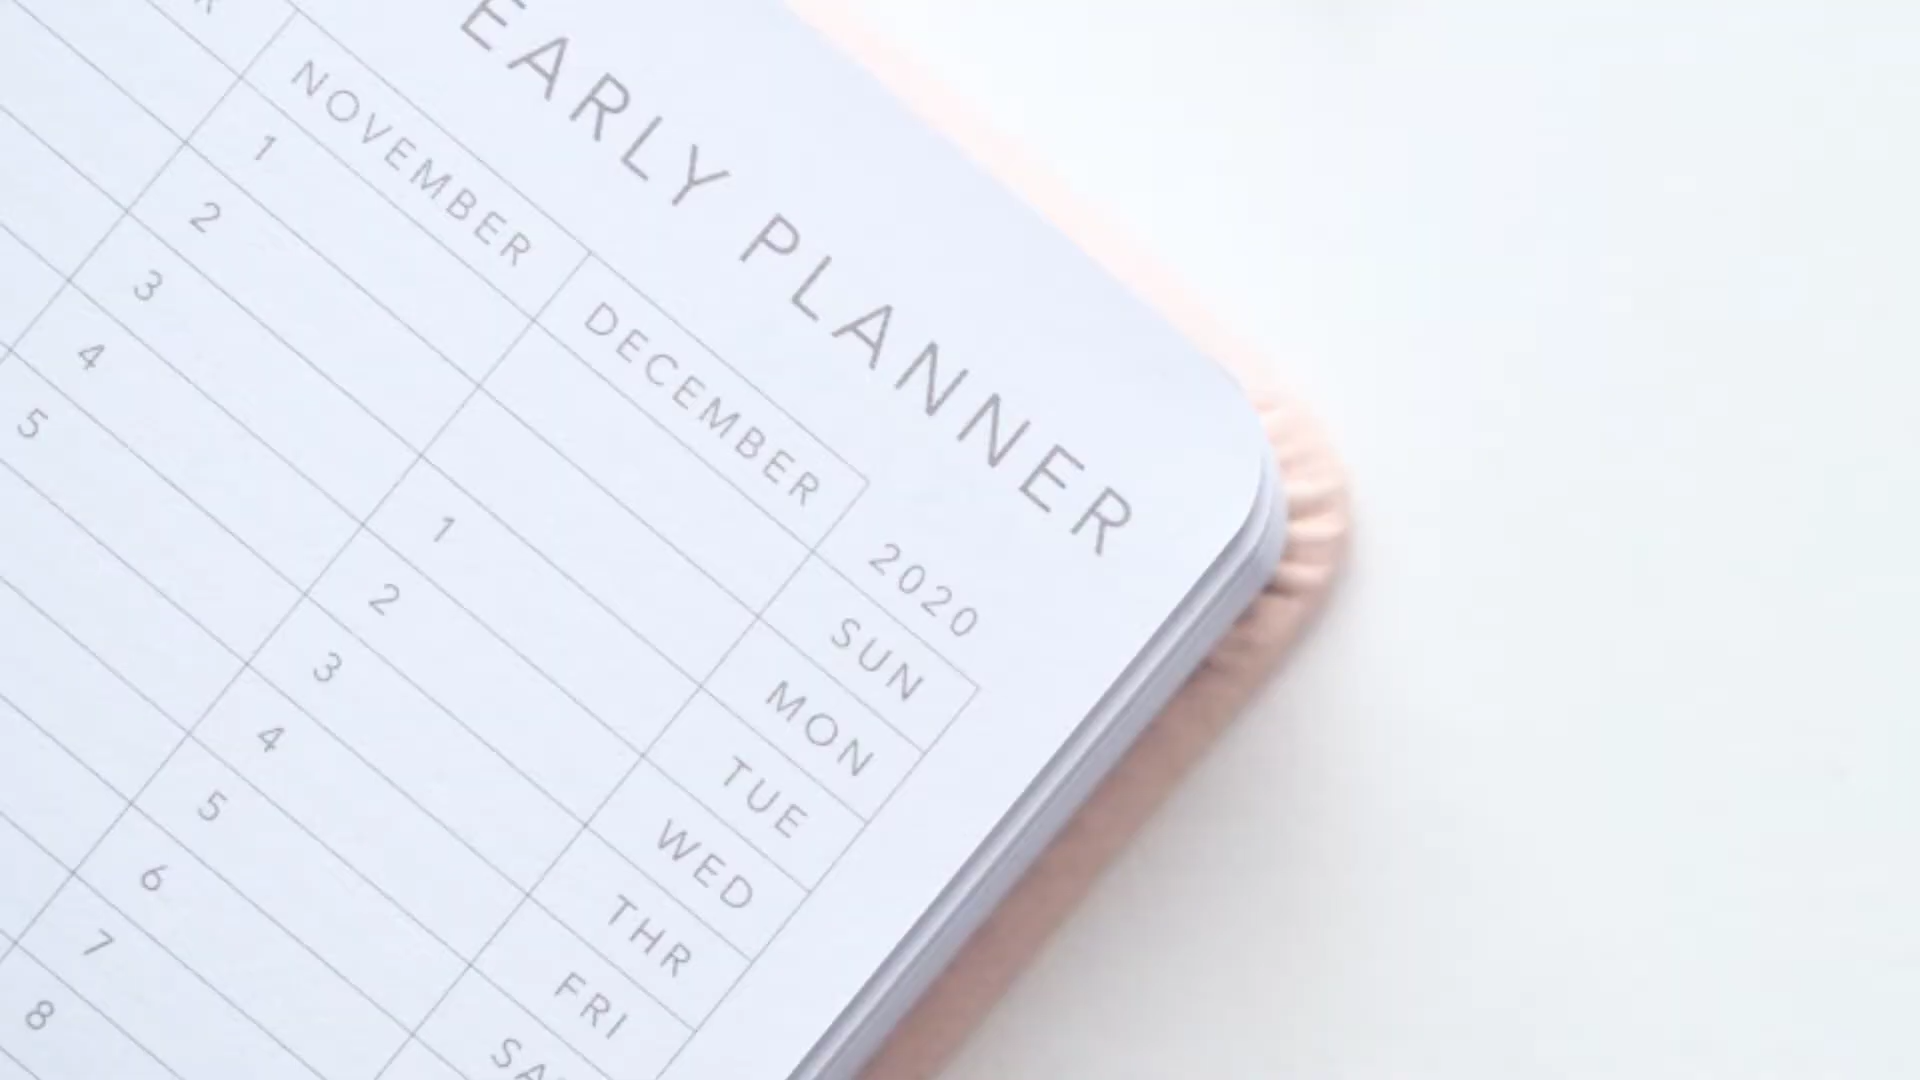 EARLY PLANNER
R NOVEMBER DECEMBER 2020
1 SUN
2 MON
3 1 TUE
4 2 WED
5 3 THR
4 FRI
5 SA
6
7
8